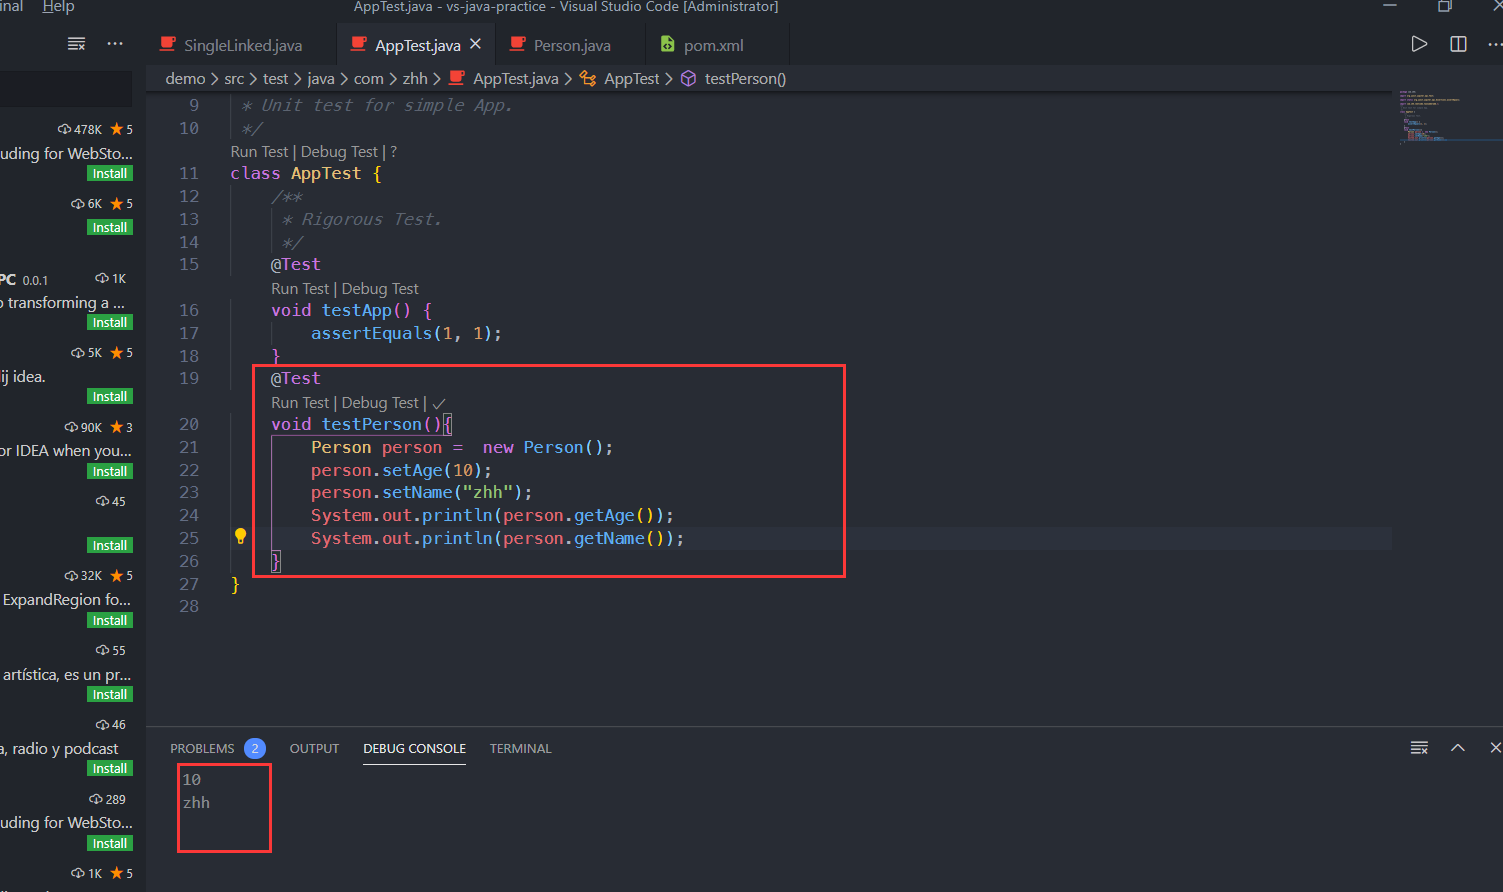 inal Help AppTest.java - vs-java-practice - Visual Studio Code [Administrator]
SingleLinked.java AppTest.java Person.java pom.xml
demo > src > test > java > com > zhh > AppTest.java > AppTest > testPerson()
9 * Unit test for simple App.
10 */
Run Test | Debug Test | ?
11 class AppTest {
12 /**
13 * Rigorous Test.
14 */
15 @Test
Run Test | Debug Test
16 void testApp() {
17 assertEquals(1, 1);
18 }
19 @Test
Run Test | Debug Test | ✓
20 void testPerson(){
21 Person person =  new Person();
22 person.setAge(10);
23 person.setName("zhh");
24 System.out.println(person.getAge());
25 System.out.println(person.getName());
26 }
27 }
28
478K ★ 5
uding for WebSto...
Install
6K ★ 5
Install
PC 0.0.1 1K
o transforming a ...
Install
5K ★ 5
ij idea.
Install
90K ★ 3
or IDEA when you...
Install
45
Install
32K ★ 5
ExpandRegion fo...
Install
55
artística, es un pr...
Install
46
a, radio y podcast
Install
289
uding for WebSto...
Install
1K ★ 5
PROBLEMS 2 OUTPUT DEBUG CONSOLE TERMINAL
10
zhh